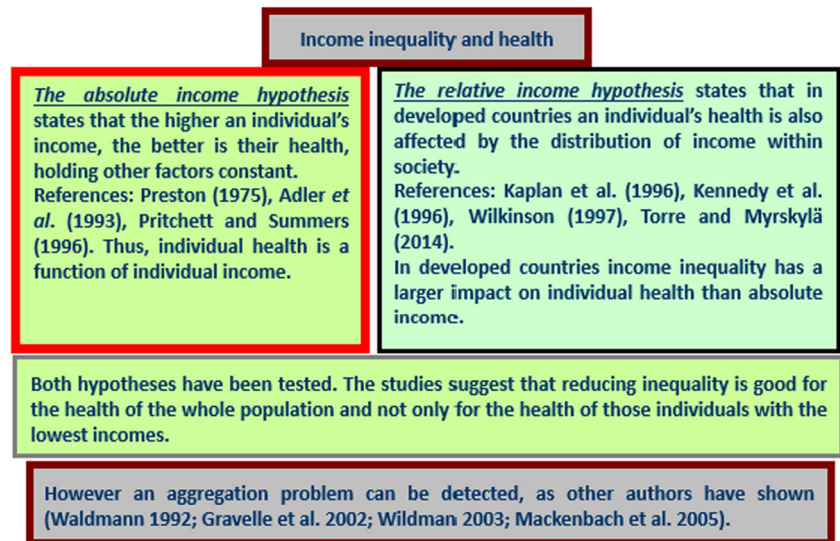 Income inequality and health
The absolute income hypothesis
states that the higher an individual's
income, the better is their health,
holding other factors constant.
References: Preston (1975), Adler et
al. (1993), Pritchett and Summers
(1996). Thus, individual health is a
function of individual income.
The relative income hypothesis states that in
developed countries an individual's health is also
affected by the distribution of income within
society.
References: Kaplan et al. (1996), Kennedy et al.
(1996), Wilkinson (1997), Torre and Myrskylä
(2014).
In developed countries income inequality has a
larger impact on individual health than absolute
income.
Both hypotheses have been tested. The studies suggest that reducing inequality is good for
the health of the whole population and not only for the health of those individuals with the
lowest incomes.
However an aggregation problem can be detected, as other authors have shown
(Waldmann 1992; Gravelle et al. 2002; Wildman 2003; Mackenbach et al. 2005).